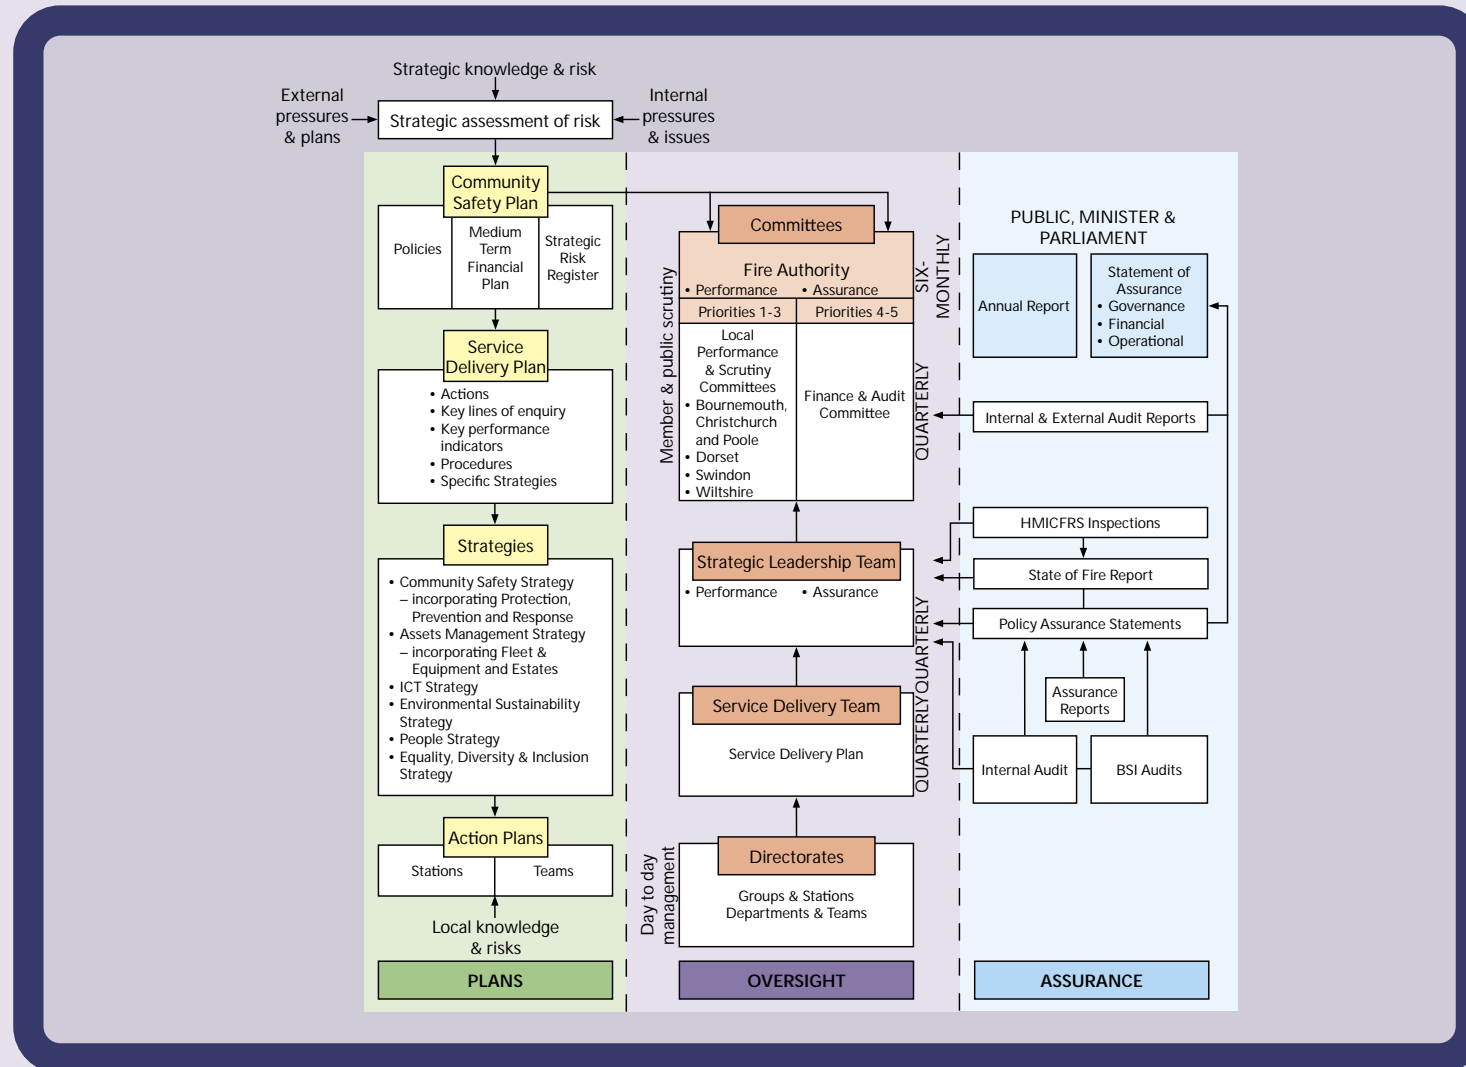 Strategic knowledge & risk
External
pressures
& plans
Strategic assessment of risk
Internal
pressures
& issues
Community
Safety Plan
Policies
Medium
Term
Financial
Plan
Strategic
Risk
Register
Service
Delivery Plan
• Actions
• Key lines of enquiry
• Key performance
indicators
• Procedures
• Specific Strategies
Strategies
• Community Safety Strategy
– incorporating Protection,
Prevention and Response
• Assets Management Strategy
– incorporating Fleet &
Equipment and Estates
• ICT Strategy
• Environmental Sustainability
Strategy
• People Strategy
• Equality, Diversity & Inclusion
Strategy
Action Plans
Stations
Teams
Local knowledge
& risks
PLANS
Committees
Fire Authority
• Performance
• Assurance
Priorities 1-3
Priorities 4-5
Local
Performance
& Scrutiny
Committees
• Bournemouth,
Christchurch
and Poole
• Dorset
• Swindon
• Wiltshire
Finance & Audit
Committee
Member & public scrutiny
SIX-
MONTHLY
QUARTERLY
Strategic Leadership Team
• Performance
• Assurance
QUARTERLY
Service Delivery Team
Service Delivery Plan
QUARTERLY
Directorates
Groups & Stations
Departments & Teams
Day to day
management
OVERSIGHT
PUBLIC, MINISTER &
PARLIAMENT
Annual Report
Statement of
Assurance
• Governance
• Financial
• Operational
Internal & External Audit Reports
HMICFRS Inspections
State of Fire Report
Policy Assurance Statements
Assurance
Reports
Internal Audit
BSI Audits
ASSURANCE